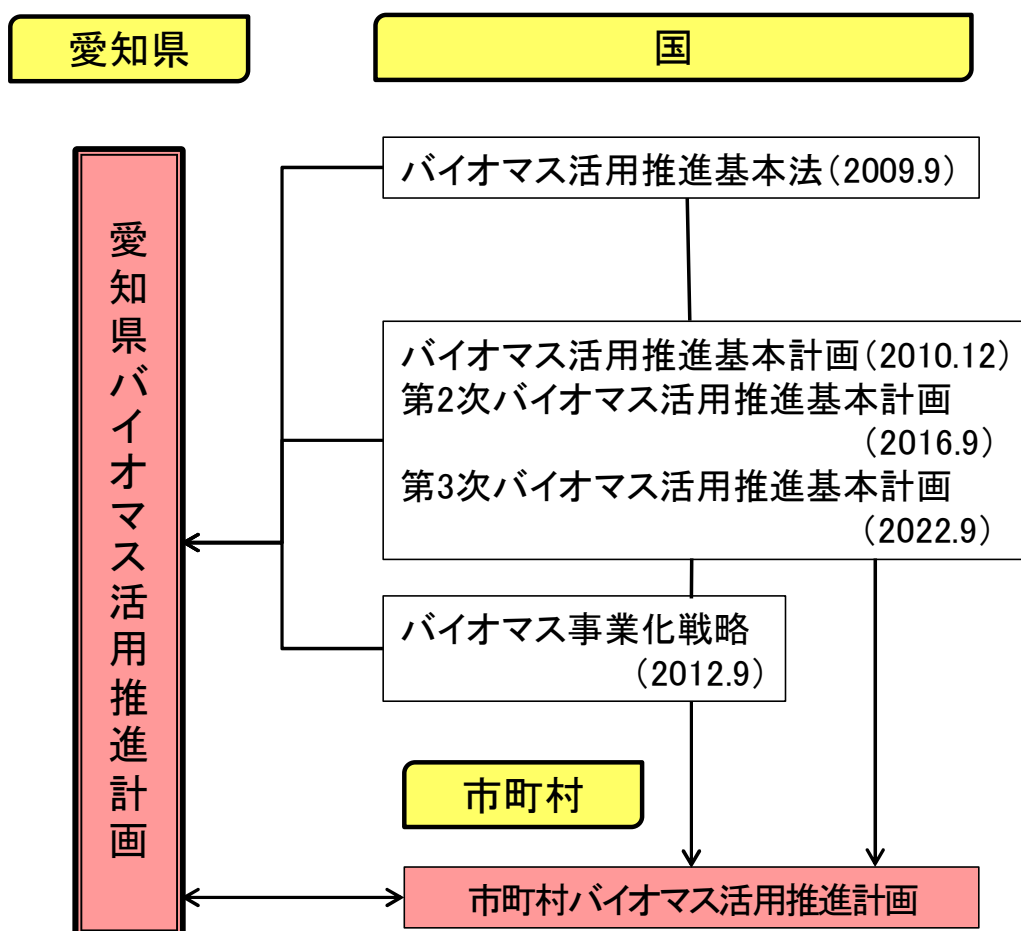 愛知県
国
愛知県バイオマス活用推進計画
バイオマス活用推進基本法（2009.9）
バイオマス活用推進基本計画（2010.12）
第2次バイオマス活用推進基本計画
（2016.9）
第3次バイオマス活用推進基本計画
（2022.9）
バイオマス事業化戦略
（2012.9）
市町村
市町村バイオマス活用推進計画